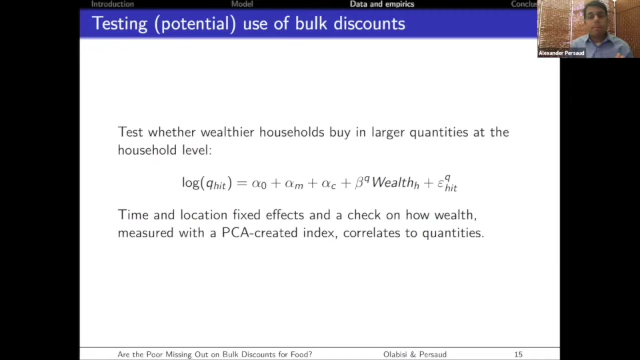 Introduction Model Data and empirics Conclu
Testing (potential) use of bulk discounts
Alexander Persaud
Test whether wealthier households buy in larger quantities at the
household level:
log(q_hit) = α_0 + α_m + α_c + β^q Wealth_h + ε^q_hit
Time and location fixed effects and a check on how wealth,
measured with a PCA-created index, correlates to quantities.
Are the Poor Missing Out on Bulk Discounts for Food? Olabisi & Persaud 15